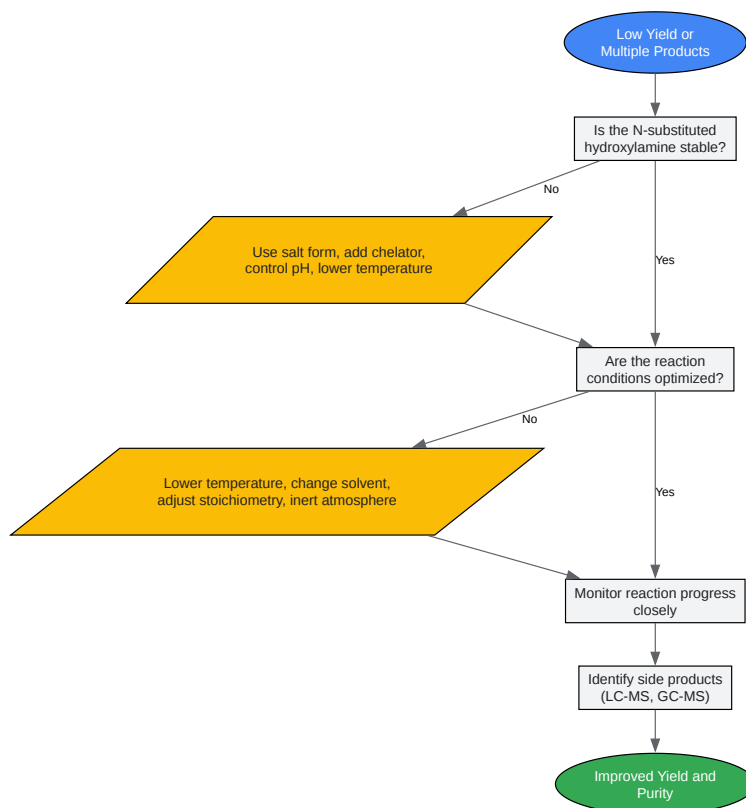 Low Yield or
Multiple Products
Is the N-substituted
hydroxylamine stable?
No
Use salt form, add chelator,
control pH, lower temperature
Yes
Are the reaction
conditions optimized?
No
Lower temperature, change solvent,
adjust stoichiometry, inert atmosphere
Yes
Monitor reaction progress
closely
Identify side products
(LC-MS, GC-MS)
Improved Yield and
Purity